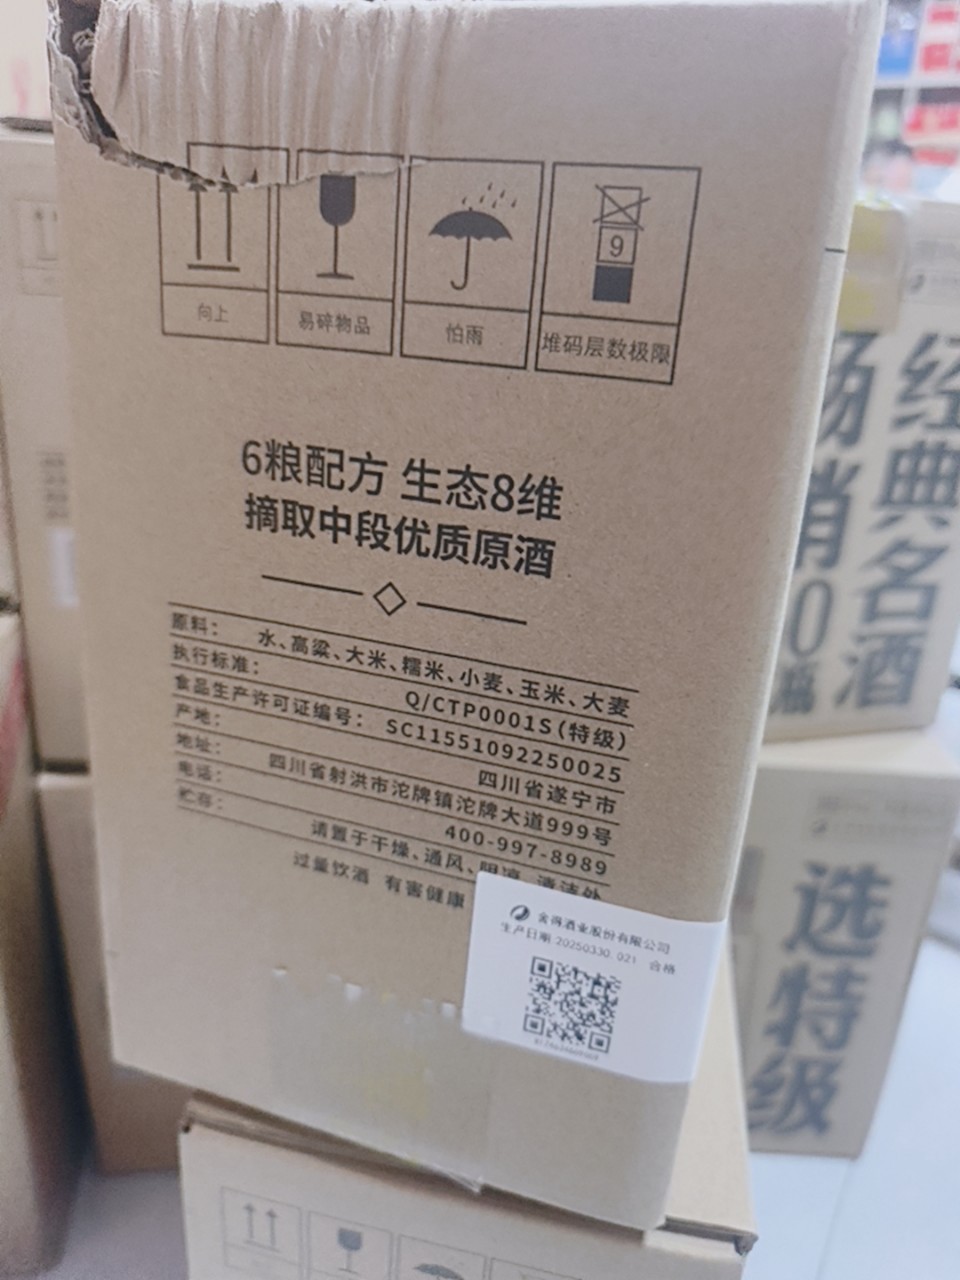 9
向上
易碎物品
怕雨
堆码层数极限
6粮配方 生态8维
摘取中段优质原酒
原料： 水、高粱、大米、糯米、小麦、玉米、大麦
执行标准： Q/CTP0001S(特级)
食品生产许可证编号： SC11551092250025
产地： 四川省遂宁市
地址： 四川省射洪市沱牌镇沱牌大道999号
电话： 400-997-8989
贮存： 请置于干燥、通风、阴凉、清洁处
过量饮酒 有害健康
舍得酒业股份有限公司
生产日期:20250330 021 合格
经典名酒
畅销
选特级